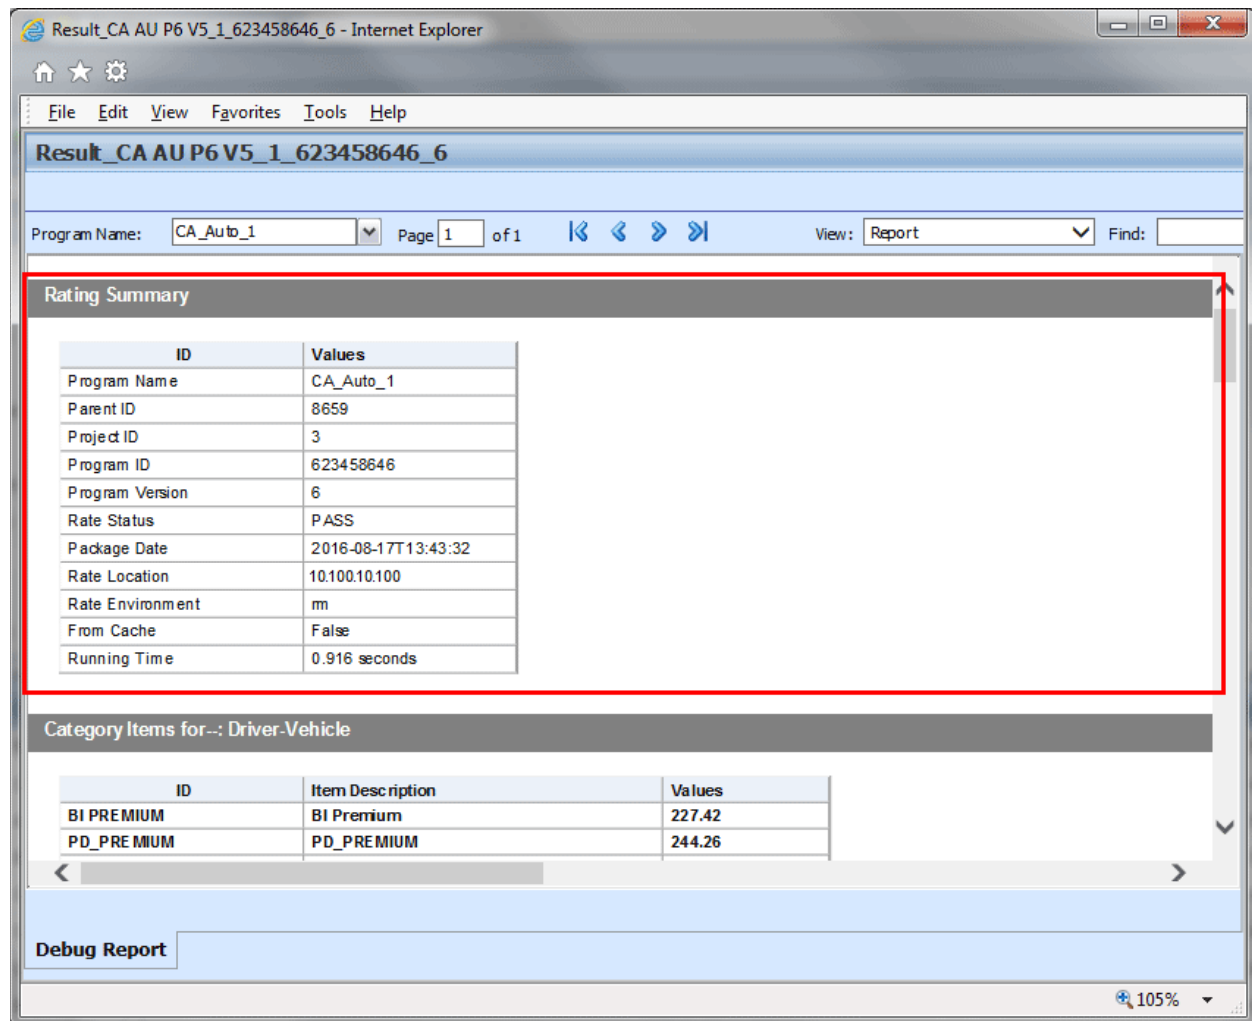 Result_CA AU P6 V5_1_623458646_6 - Internet Explorer
File Edit View Favorites Tools Help
Result_CA AU P6 V5_1_623458646_6
Program Name: CA_Auto_1 Page 1 of 1 View: Report Find:
Rating Summary
ID Values
Program Name CA_Auto_1
Parent ID 8659
Project ID 3
Program ID 623458646
Program Version 6
Rate Status PASS
Package Date 2016-08-17T13:43:32
Rate Location 10.100.10.100
Rate Environment rm
From Cache False
Running Time 0.916 seconds
Category Items for--: Driver-Vehicle
ID Item Description Values
BI PREMIUM BI Premium 227.42
PD_PREMIUM PD_PREMIUM 244.26
Debug Report
105%